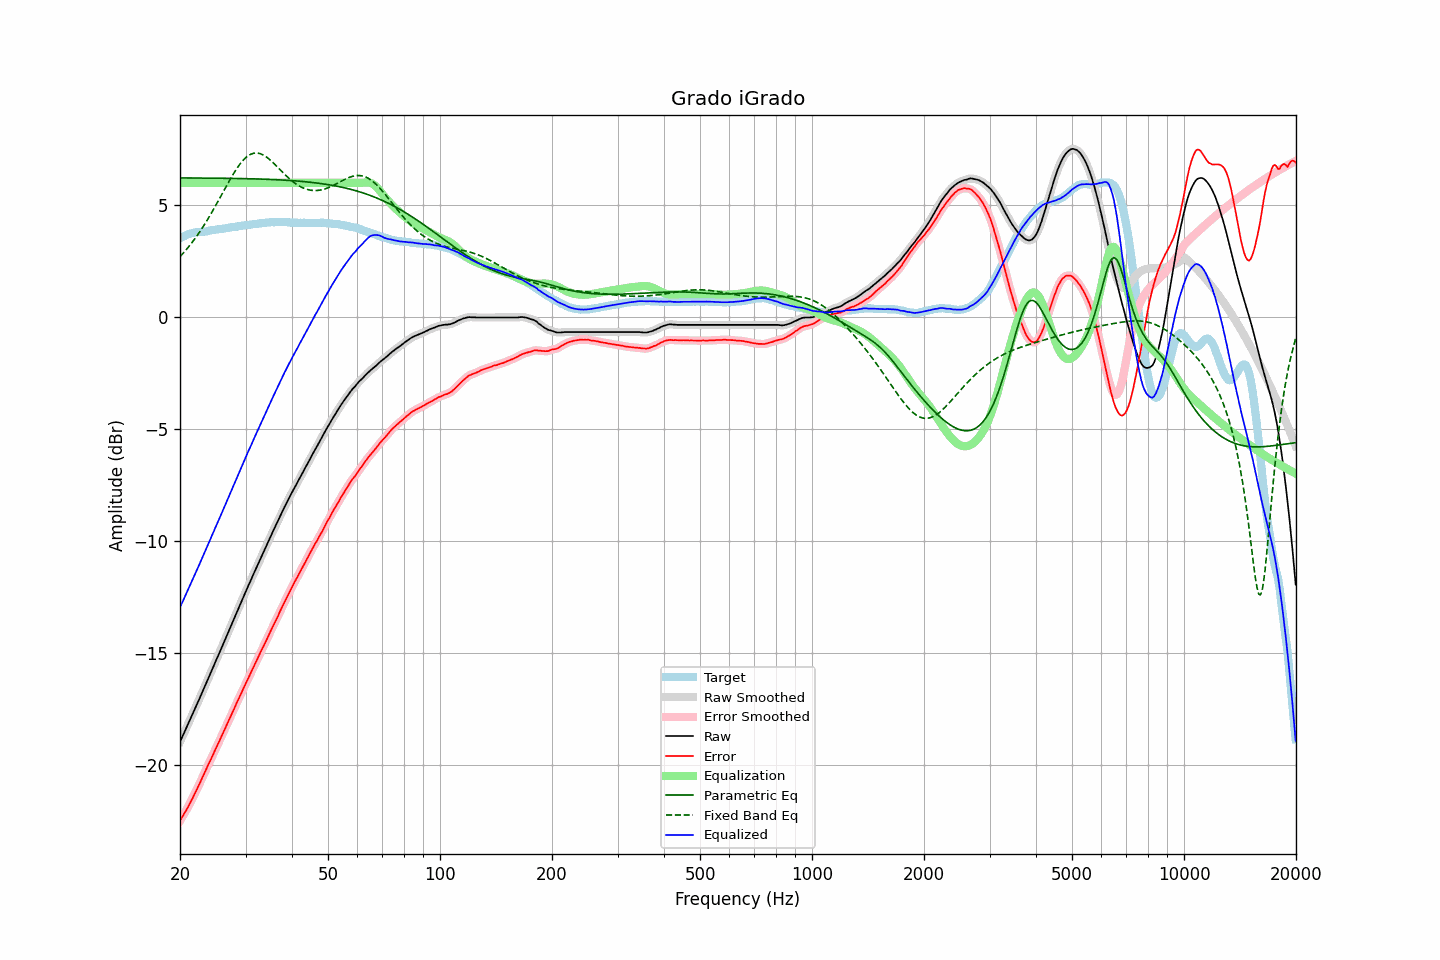 Grado iGrado
Amplitude (dBr)
5
0
−5
−10
−15
−20
Target
Raw Smoothed
Error Smoothed
Raw
Error
Equalization
Parametric Eq
Fixed Band Eq
Equalized
20 50 100 200 500 1000 2000 5000 10000 20000
Frequency (Hz)